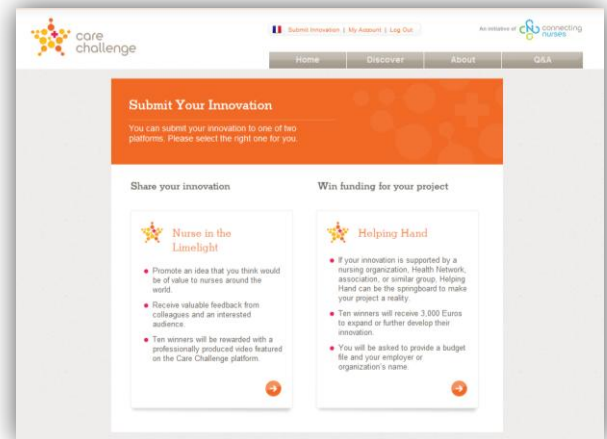 care
challenge
Submit Innovation | My Account | Log Out
An initiative of
connecting
nurses
Home
Discover
About
Q&A
Submit Your Innovation
You can submit your innovation to one of two
platforms. Please select the right one for you.
Share your innovation
Nurse in the
Limelight
Promote an idea that you think would
be of value to nurses around the
world.
Receive valuable feedback from
colleagues and an interested
audience.
Ten winners will be rewarded with a
professionally produced video featured
on the Care Challenge platform.
Win funding for your project
Helping Hand
If your innovation is supported by a
nursing organization, Health Network,
association, or similar group, Helping
Hand can be the springboard to make
your project a reality.
Ten winners will receive 3,000 Euros
to expand or further develop their
innovation.
You will be asked to provide a budget
file and your employer or
organization's name.